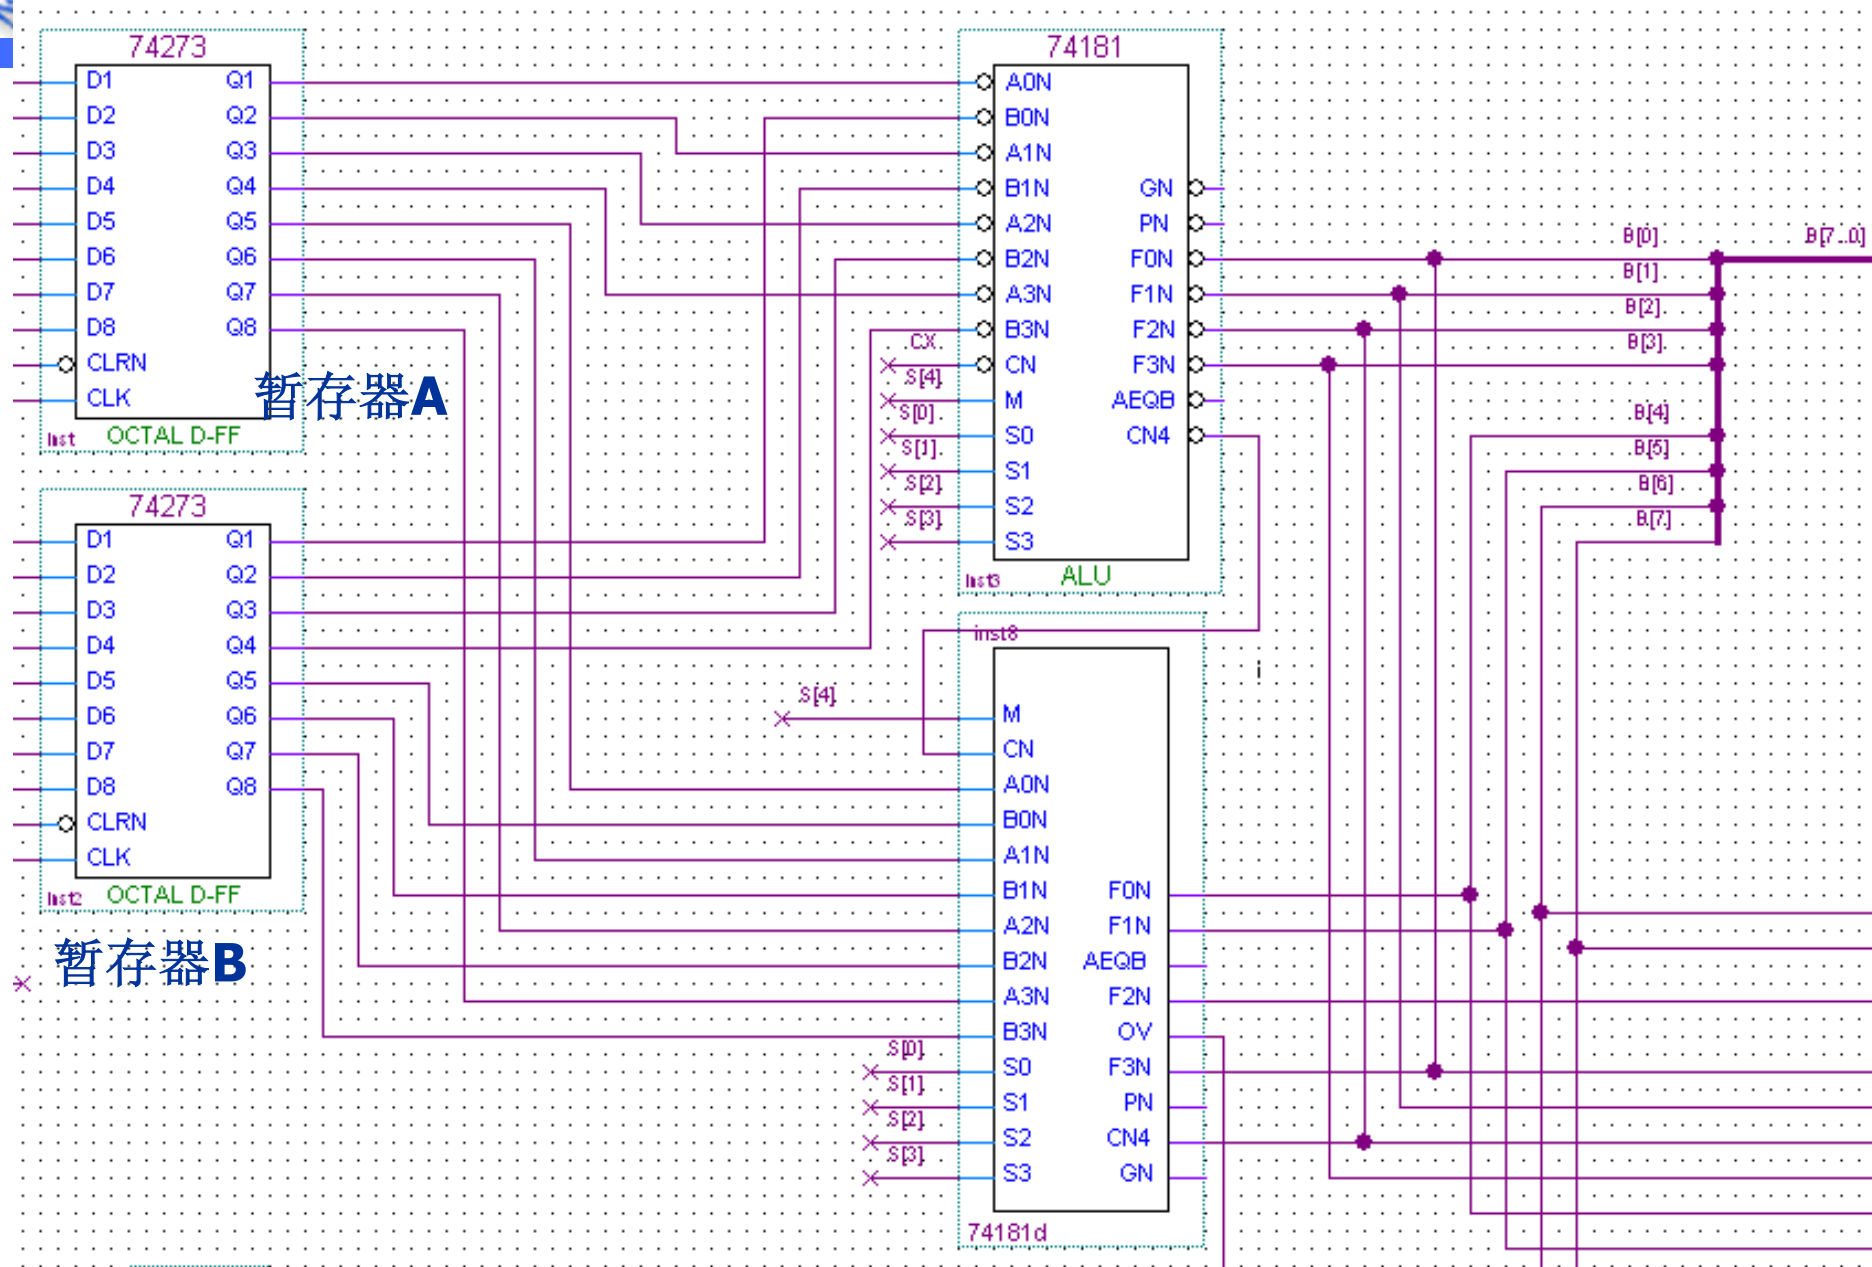 74273
D1 Q1
D2 Q2
D3 Q3
D4 Q4
D5 Q5
D6 Q6
D7 Q7
D8 Q8
CLRN
CLK
inst OCTAL D-FF
暂存器A
74273
D1 Q1
D2 Q2
D3 Q3
D4 Q4
D5 Q5
D6 Q6
D7 Q7
D8 Q8
CLRN
CLK
inst2 OCTAL D-FF
暂存器B
74181
A0N
B0N
A1N
B1N GN
A2N PN
B2N F0N
A3N F1N
B3N F2N
CX
CN F3N
S[4]
M AEQB
S[0]
S0 CN4
S[1]
S1
S[2]
S2
S[3]
S3
inst3 ALU
inst8
S[4]
M
CN
A0N
B0N
A1N
B1N F0N
A2N F1N
B2N AEQB
A3N F2N
B3N OV
S[0]
S0 F3N
S[1]
S1 PN
S[2]
S2 CN4
S[3]
S3 GN
74181d
i
B[0]
B[7..0]
B[1]
B[2]
B[3]
B[4]
B[5]
B[6]
B[7]